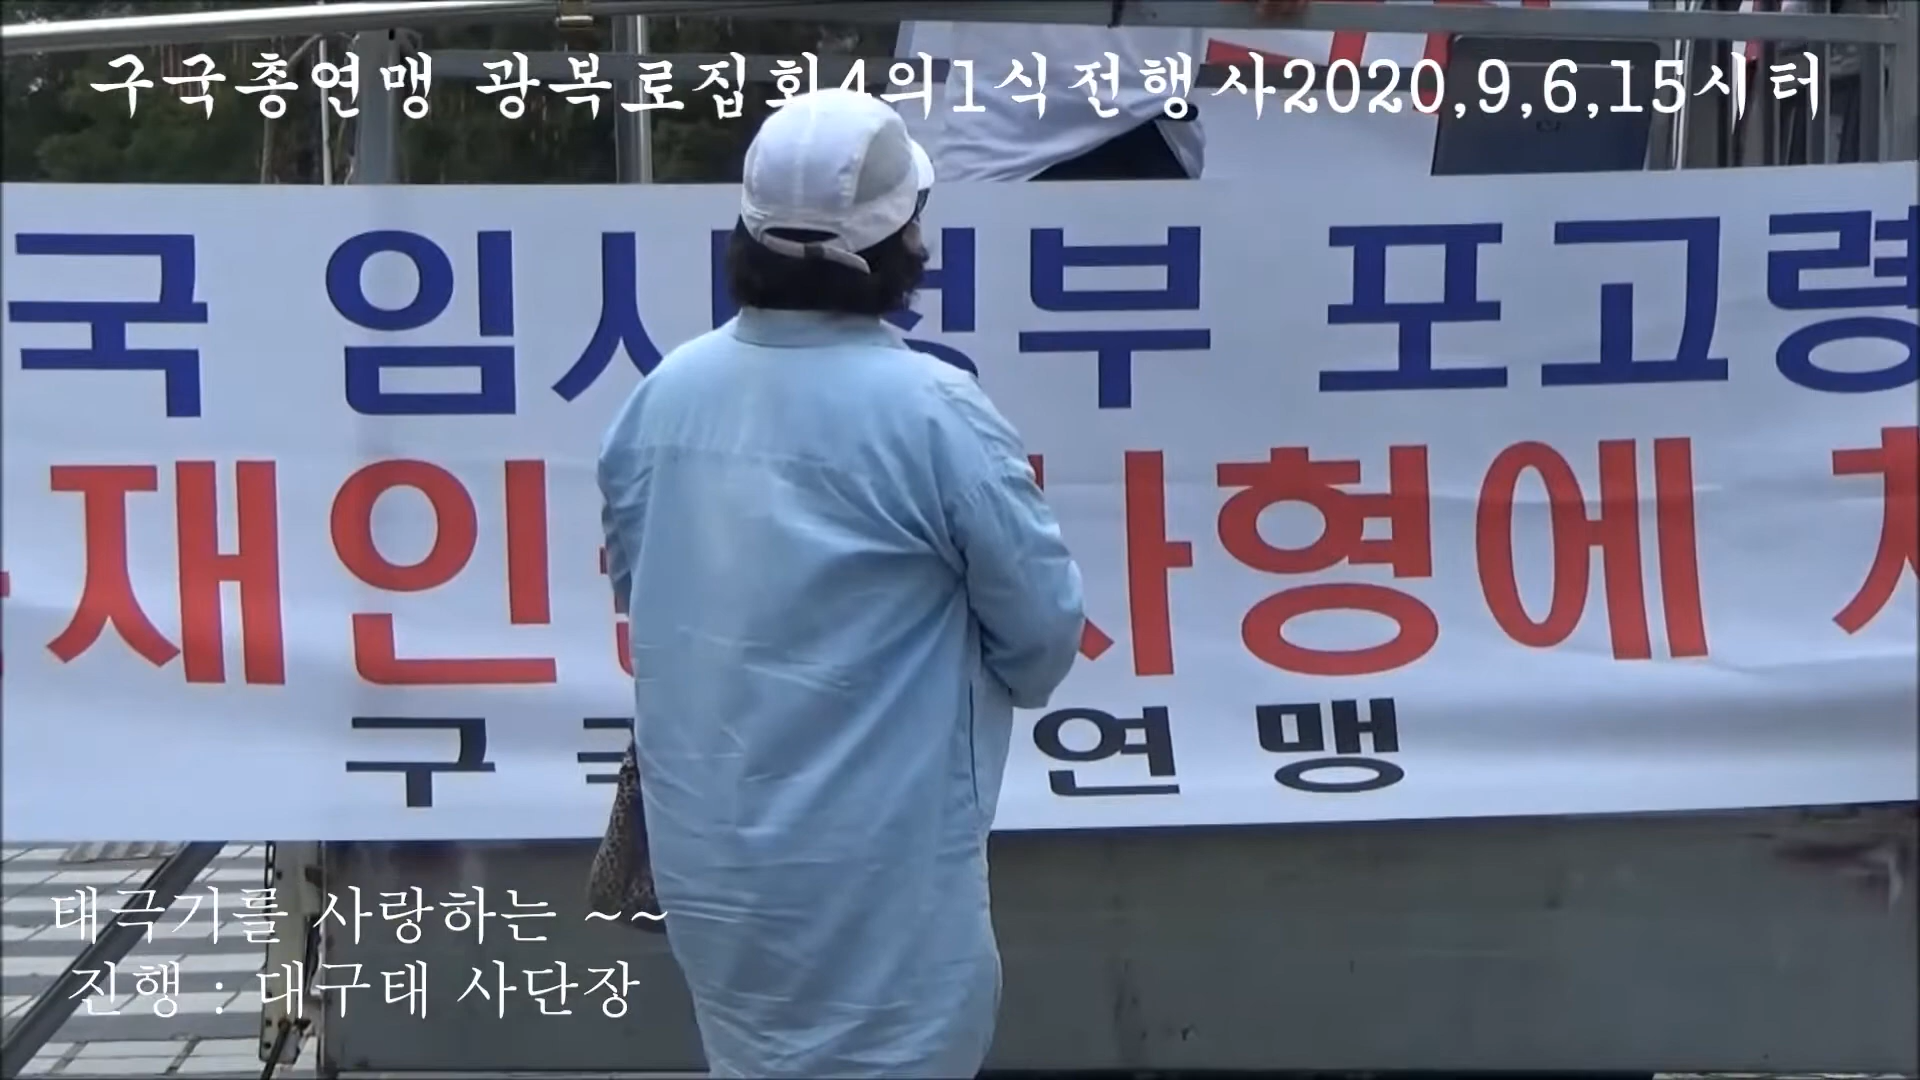 구국총연맹 광복로집회4의1식전행사2020,9,6,15시터
국 임시정부 포고령
재인 사형에
구 연맹
태극기를 사랑하는 ~~
진행 : 대구태 사단장